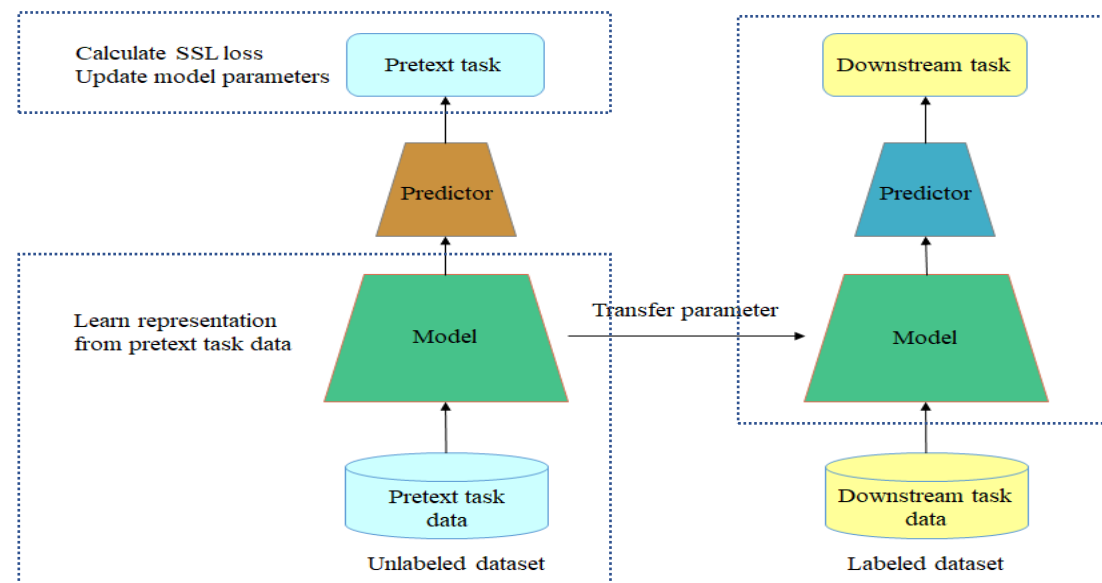 Calculate SSL loss
Update model parameters
Pretext task
Downstream task
Predictor
Predictor
Learn representation
from pretext task data
Model
Transfer parameter
Model
Pretext task
data
Downstream task
data
Unlabeled dataset
Labeled dataset